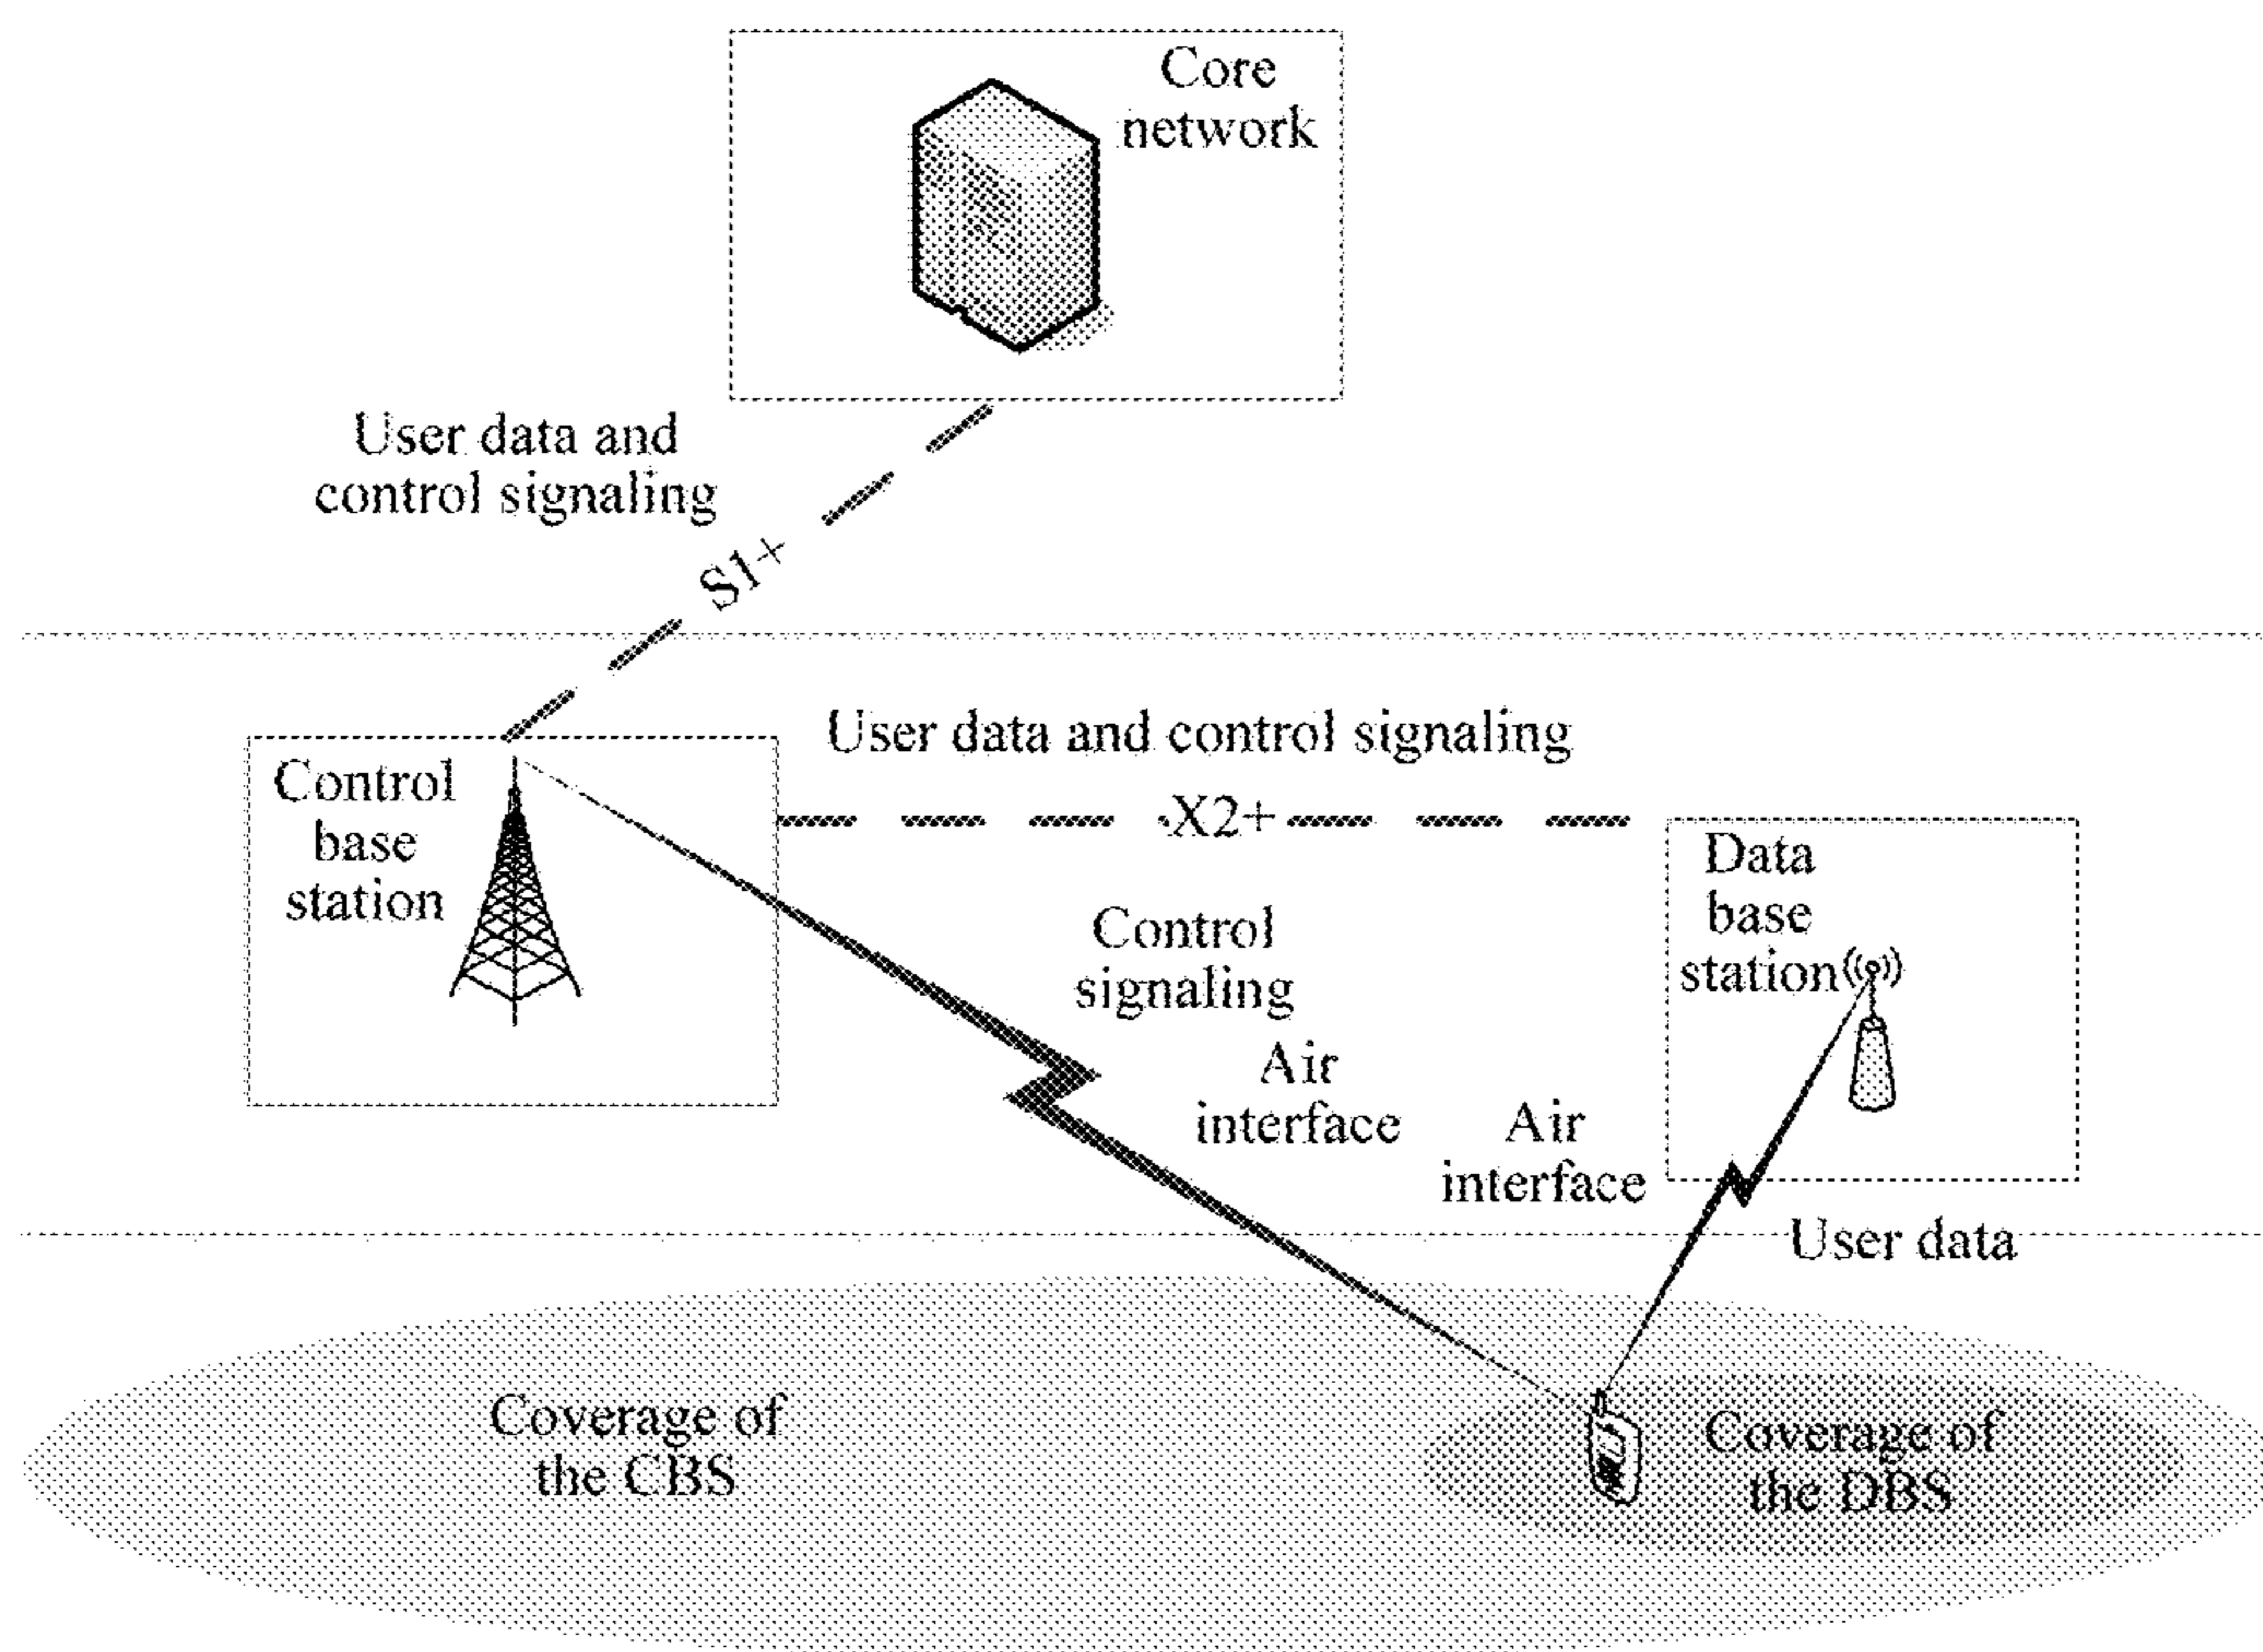 Core
network
User data and
control signaling
S1+
User data and control signaling
Control
base
station
X2+
Data
base
station
Control
signaling
Air
interface
Air
interface
User data
Coverage of
the CBS
Coverage of
the DBS